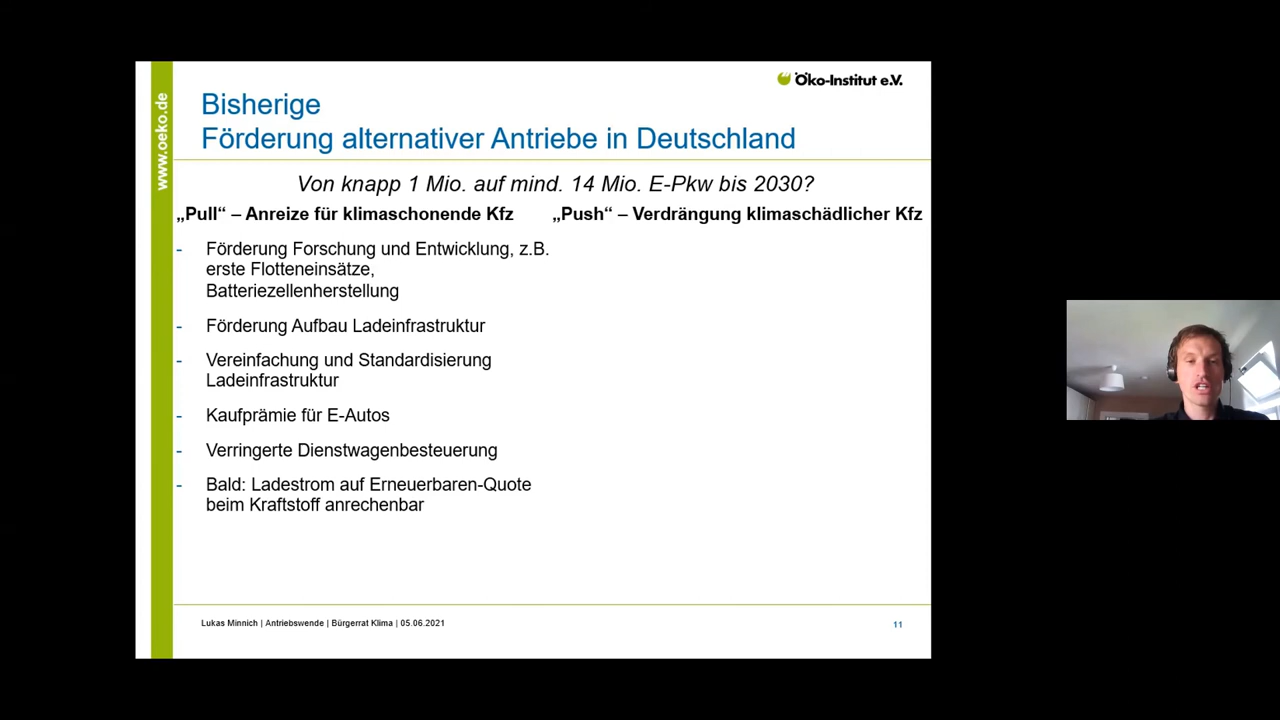 Öko-Institut e.V.
www.oeko.de
Bisherige
Förderung alternativer Antriebe in Deutschland
Von knapp 1 Mio. auf mind. 14 Mio. E-Pkw bis 2030?
„Pull“ – Anreize für klimaschonende Kfz
- Förderung Forschung und Entwicklung, z.B.
erste Flotteneinsätze,
Batteriezellenherstellung
- Förderung Aufbau Ladeinfrastruktur
- Vereinfachung und Standardisierung
Ladeinfrastruktur
- Kaufprämie für E-Autos
- Verringerte Dienstwagenbesteuerung
- Bald: Ladestrom auf Erneuerbaren-Quote
beim Kraftstoff anrechenbar
„Push“ – Verdrängung klimaschädlicher Kfz
Lukas Minnich | Antriebswende | Bürgerrat Klima | 05.06.2021
11